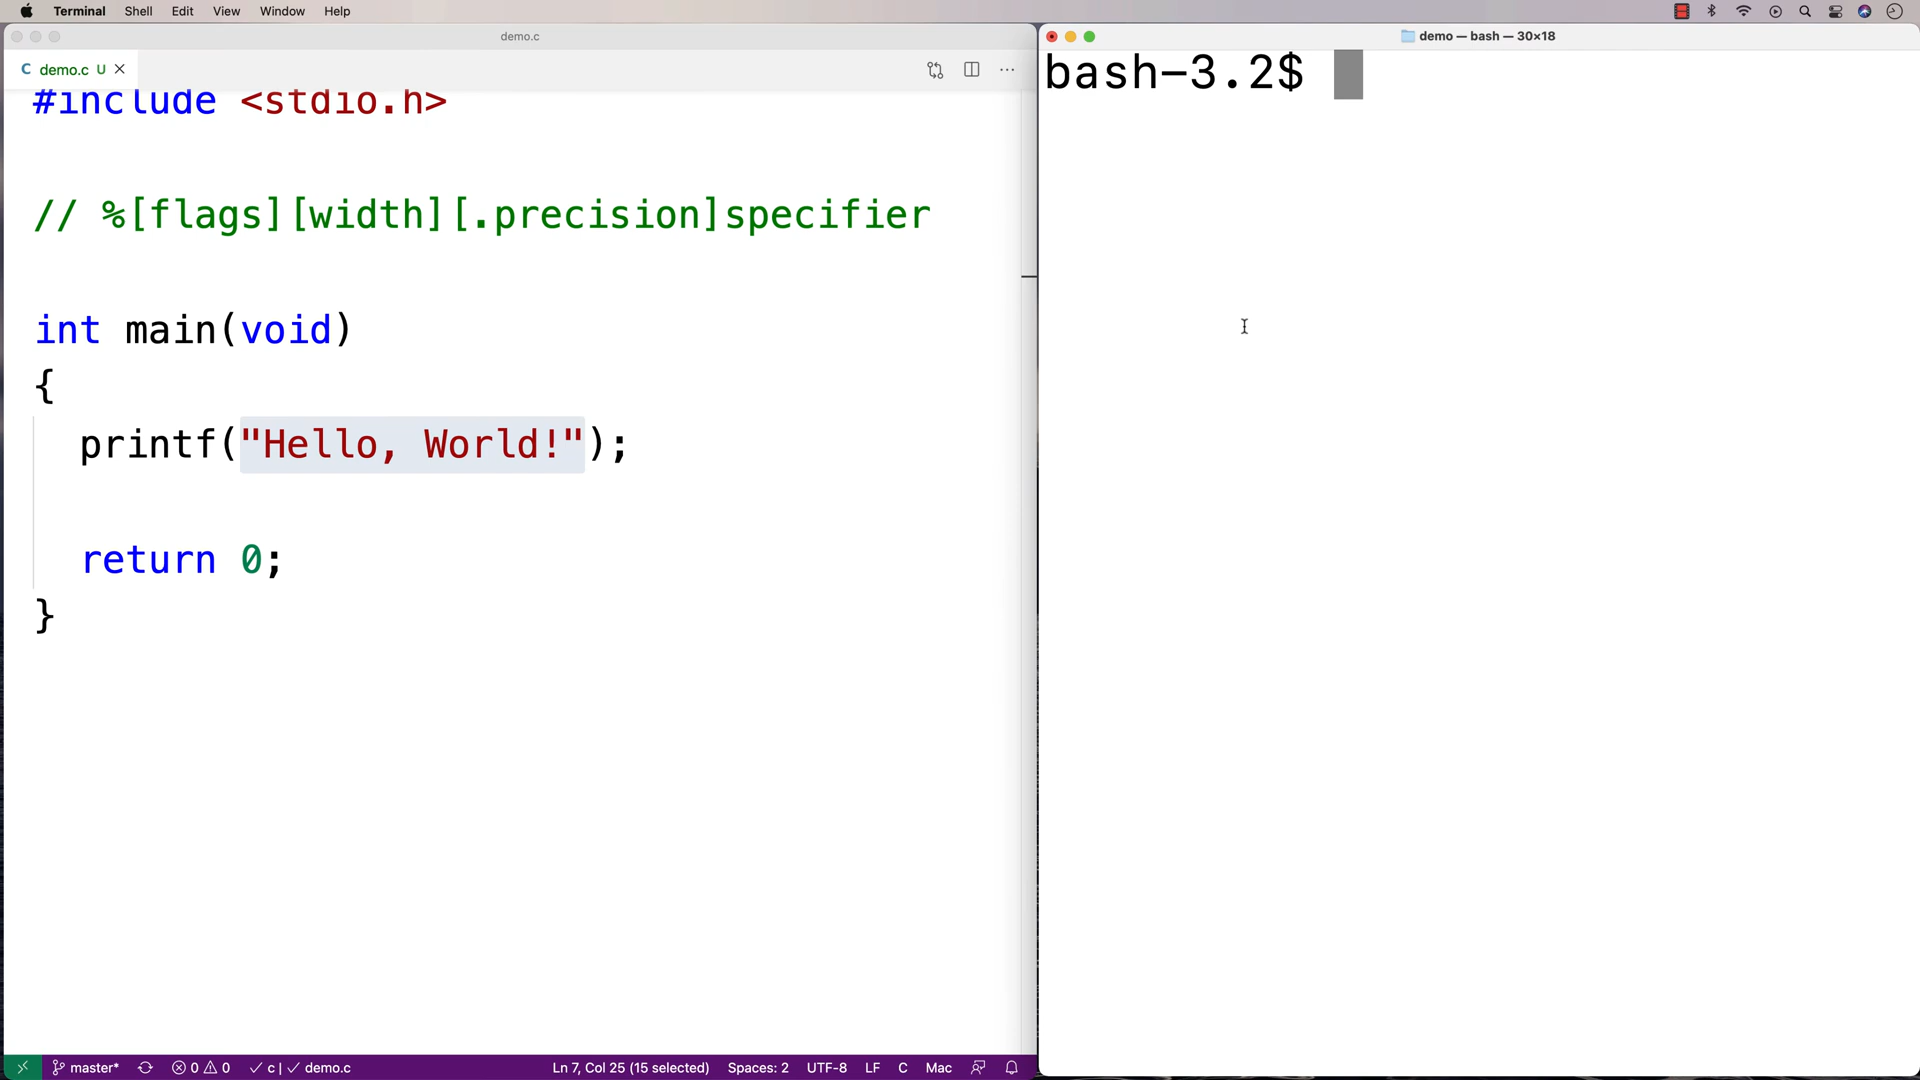 Terminal Shell Edit View Window Help
demo.c
demo — bash — 30×18
C demo.c U
bash-3.2$
#include <stdio.h>
// %[flags][width][.precision]specifier
int main(void)
{
printf("Hello, World!");
return 0;
}
master* 0 0 c | demo.c Ln 7, Col 25 (15 selected) Spaces: 2 UTF-8 LF C Mac